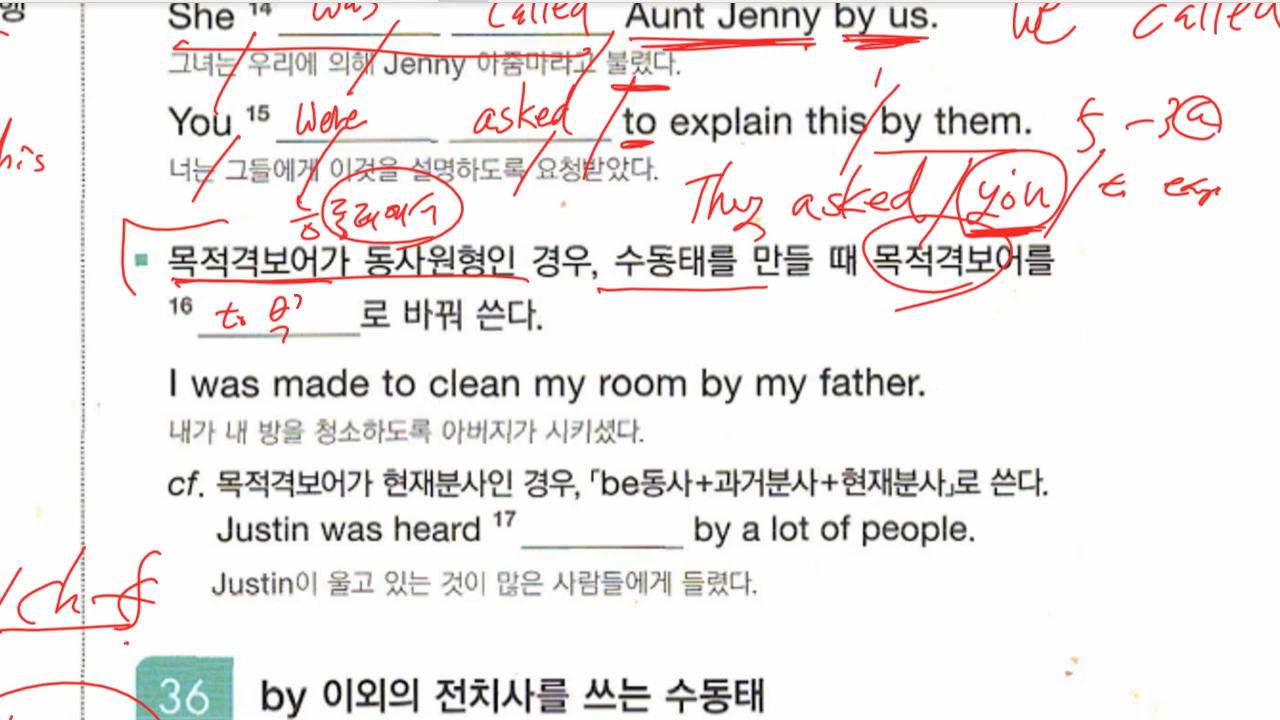 She 14 was called Aunt Jenny by us. we called
그녀는 우리에 의해 Jenny 아줌마라고 불렸다.
You 15 were asked to explain this by them.
너는 그들에게 이것을 설명하도록 요청받았다.
his
They asked you
목적격보어가 동사원형인 경우, 수동태를 만들 때 목적격보어를
16 to 로 바꿔 쓴다.
I was made to clean my room by my father.
내가 내 방을 청소하도록 아버지가 시키셨다.
cf. 목적격보어가 현재분사인 경우, 「be동사+과거분사+현재분사」로 쓴다.
Justin was heard 17 by a lot of people.
Justin이 울고 있는 것이 많은 사람들에게 들렸다.
36 by 이외의 전치사를 쓰는 수동태